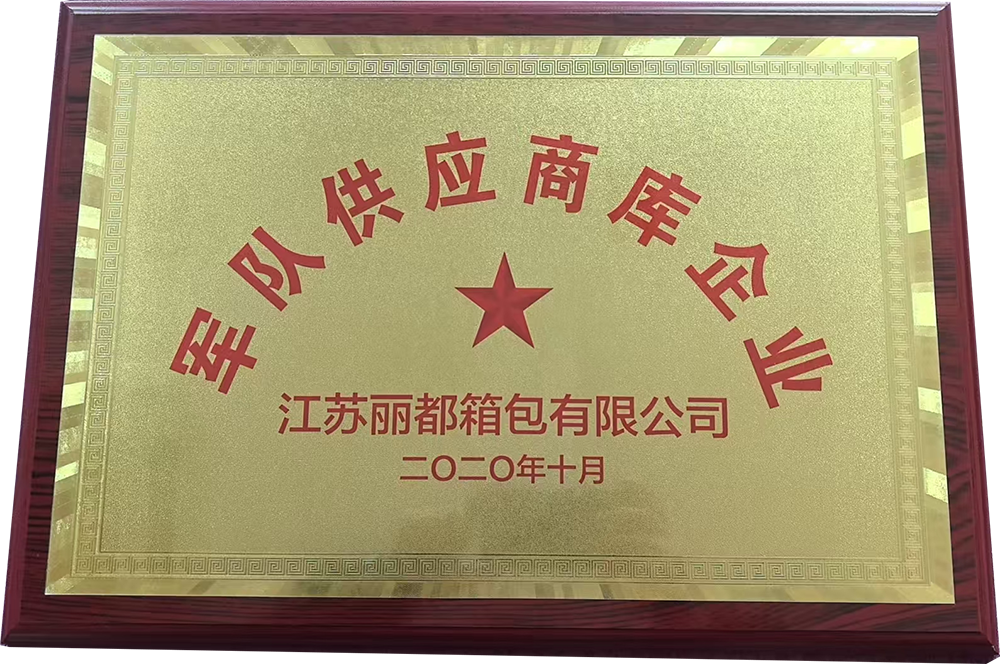 军队供应商库企业
江苏丽都箱包有限公司
二〇二〇年十月